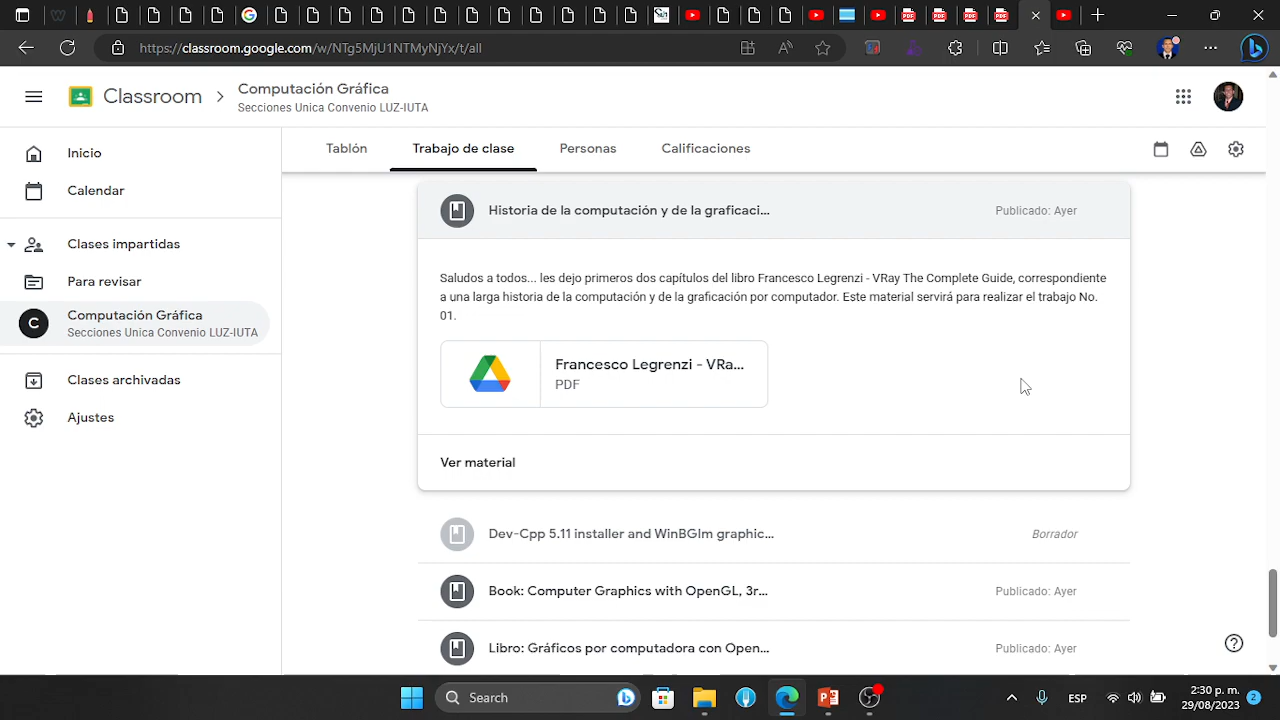 https://classroom.google.com/w/NTg5MjU1NTMyNjYx/t/all
Classroom
Computación Gráfica
Secciones Unica Convenio LUZ-IUTA
Inicio
Calendar
Clases impartidas
Para revisar
C
Computación Gráfica
Secciones Unica Convenio LUZ-IUTA
Clases archivadas
Ajustes
Tablón
Trabajo de clase
Personas
Calificaciones
Historia de la computación y de la graficaci...
Publicado: Ayer
Saludos a todos... les dejo primeros dos capítulos del libro Francesco Legrenzi - VRay The Complete Guide, correspondiente
a una larga historia de la computación y de la graficación por computador. Este material servirá para realizar el trabajo No.
01.
Francesco Legrenzi - VRa...
PDF
Ver material
Dev-Cpp 5.11 installer and WinBGIm graphic...
Borrador
Book: Computer Graphics with OpenGL, 3r...
Publicado: Ayer
Libro: Gráficos por computadora con Open...
Publicado: Ayer
Search
ESP
2:30 p. m.
29/08/2023
2